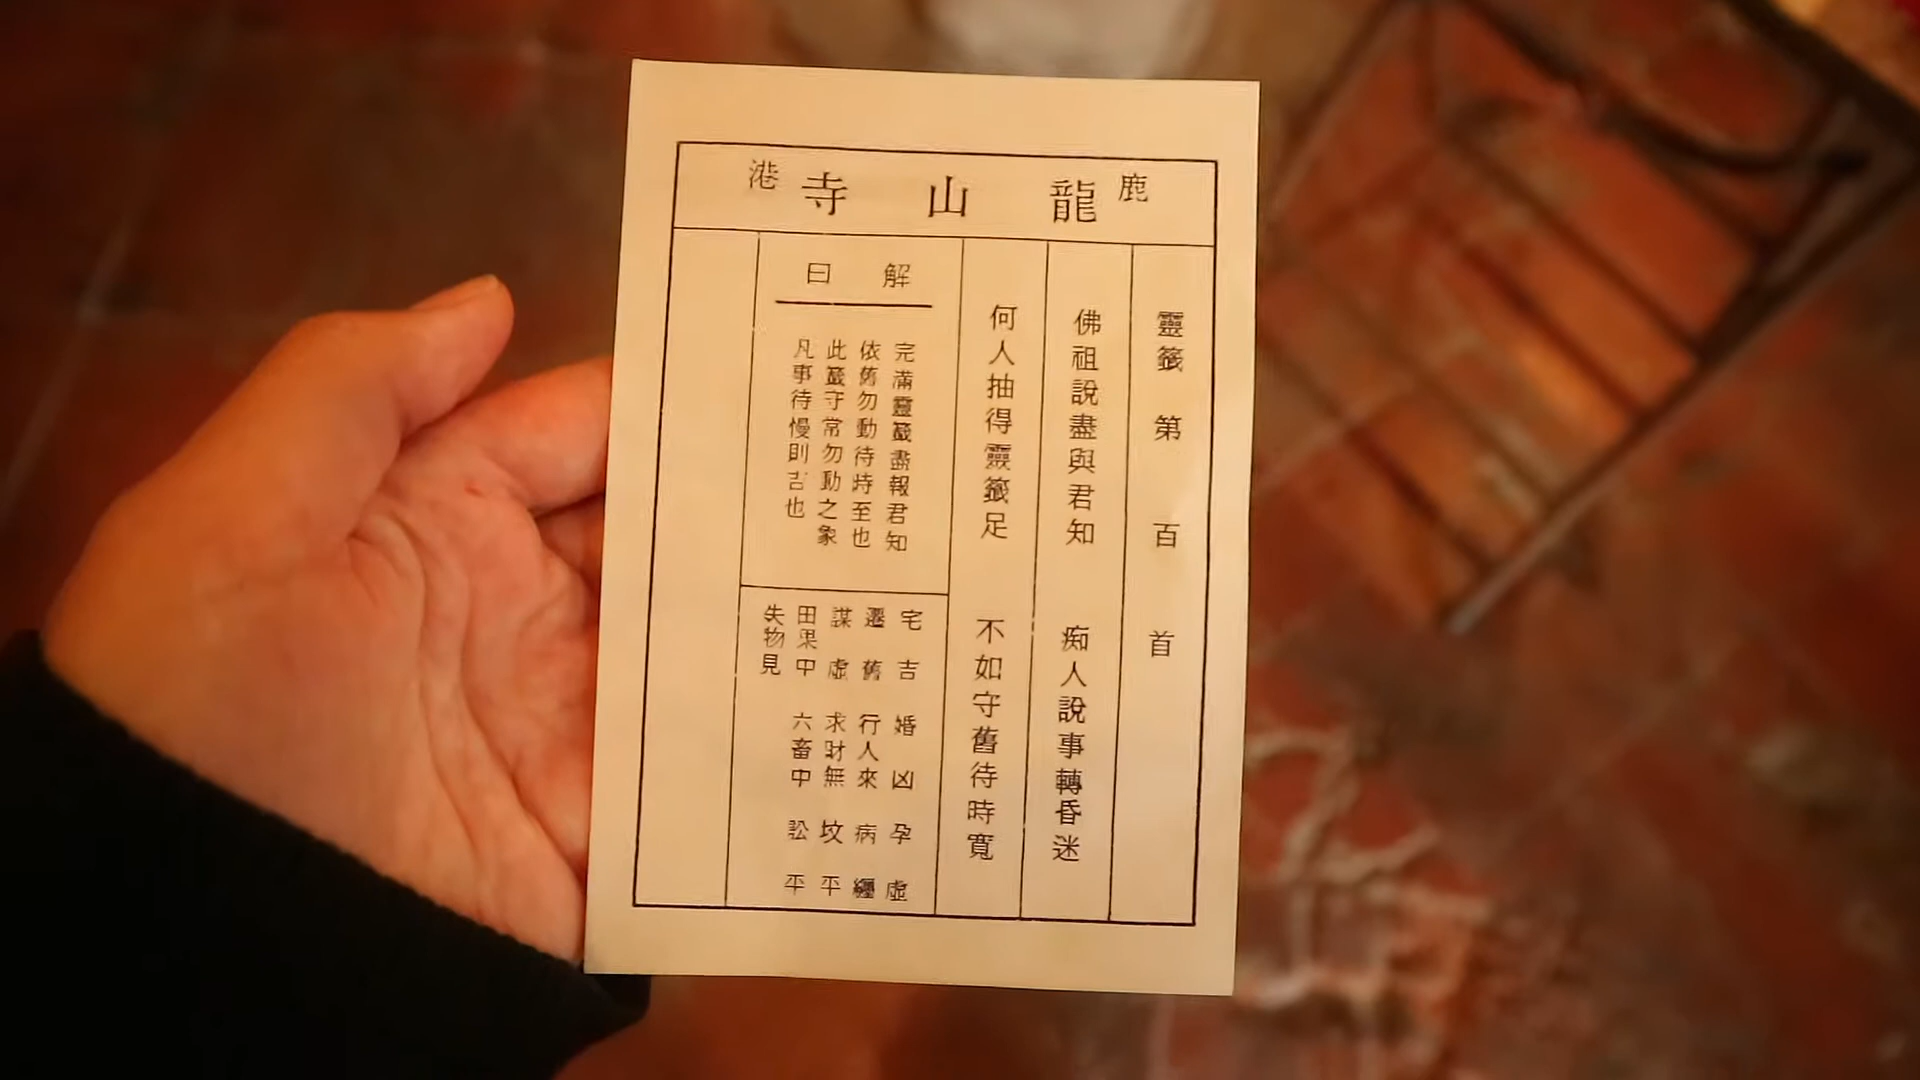 鹿港
龍山寺
靈籤第百首
佛祖說盡與君知 痴人說事轉昏迷
何人抽得靈籤足 不如守舊待時寬
解曰
完滿靈籤盡報君知
依舊勿動待時至也
此籤守常勿動之象
凡事待慢則吉也
宅吉 婚凶 孕虛
遷舊 行人來 病纏
謀虛 求財無 坟平
田果中 六畜中 訟平
失物見